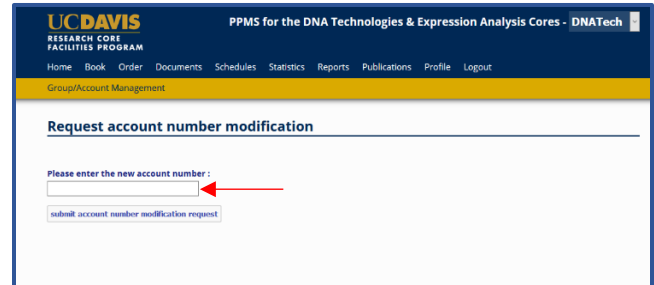 UCDAVIS
RESEARCH CORE
FACILITIES PROGRAM
PPMS for the DNA Technologies & Expression Analysis Cores - DNATech
Home Book Order Documents Schedules Statistics Reports Publications Profile Logout
Group/Account Management
Request account number modification
Please enter the new account number :
submit account number modification request